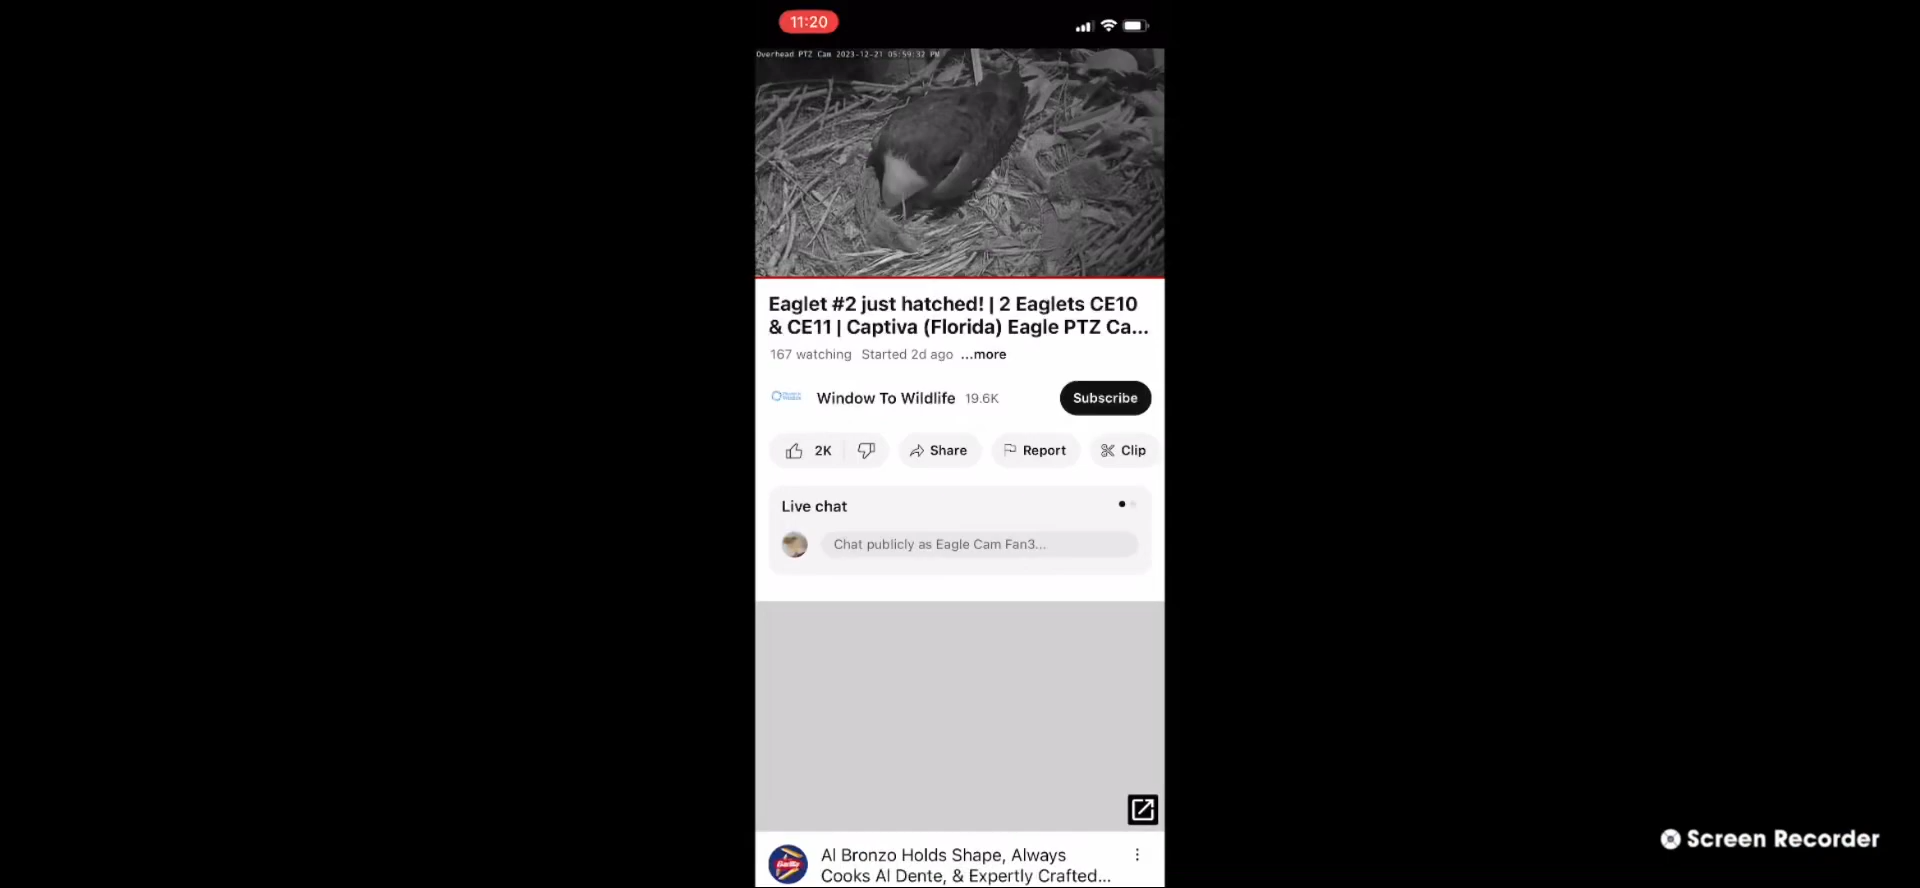 11:20
Overhead PTZ Cam 2023-12-21 05:59:32 PM
Eaglet #2 just hatched! | 2 Eaglets CE10
& CE11 | Captiva (Florida) Eagle PTZ Ca...
167 watching Started 2d ago ...more
Window To Wildlife 19.6K Subscribe
2K Share Report Clip
Live chat
Chat publicly as Eagle Cam Fan3...
Screen Recorder
Al Bronzo Holds Shape, Always
Cooks Al Dente, & Expertly Crafted...